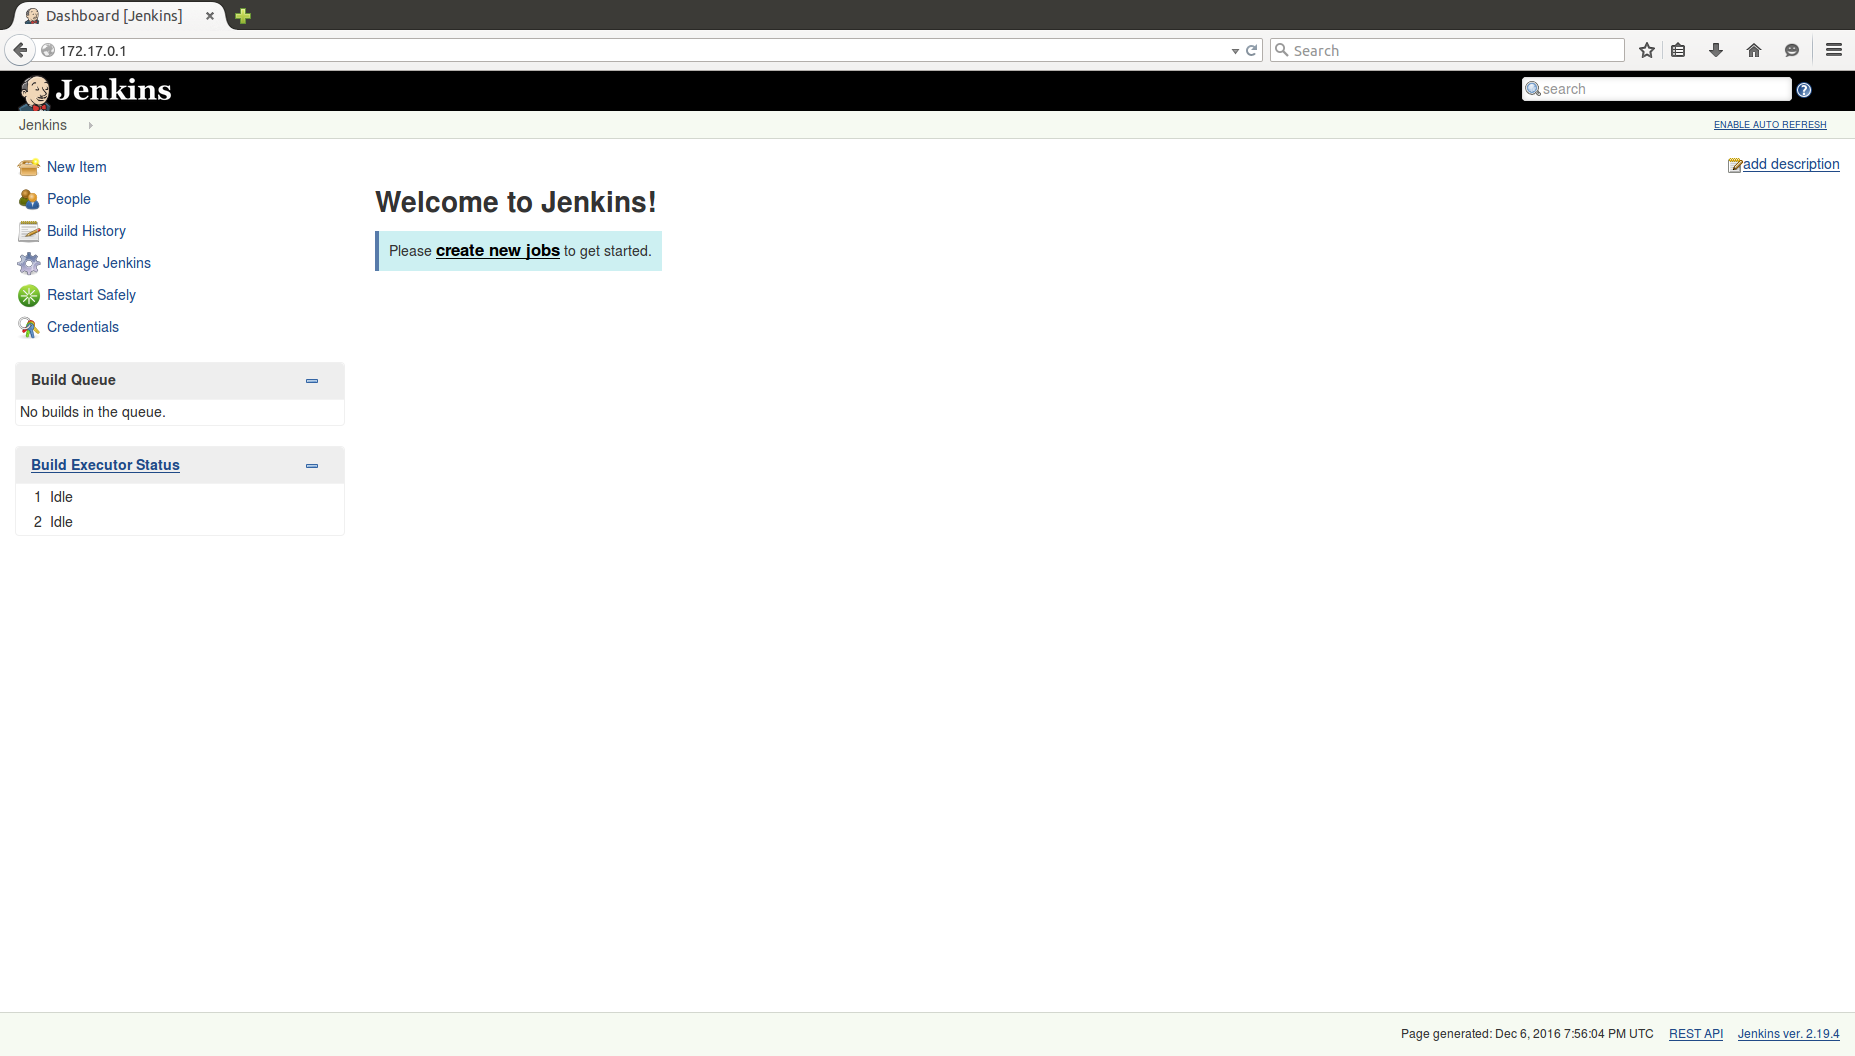 Dashboard [Jenkins]
172.17.0.1
Search
Jenkins
search
Jenkins
ENABLE AUTO REFRESH
New Item
People
Build History
Manage Jenkins
Restart Safely
Credentials
add description
Welcome to Jenkins!
Please create new jobs to get started.
Build Queue
No builds in the queue.
Build Executor Status
1 Idle
2 Idle
Page generated: Dec 6, 2016 7:56:04 PM UTC REST API Jenkins ver. 2.19.4